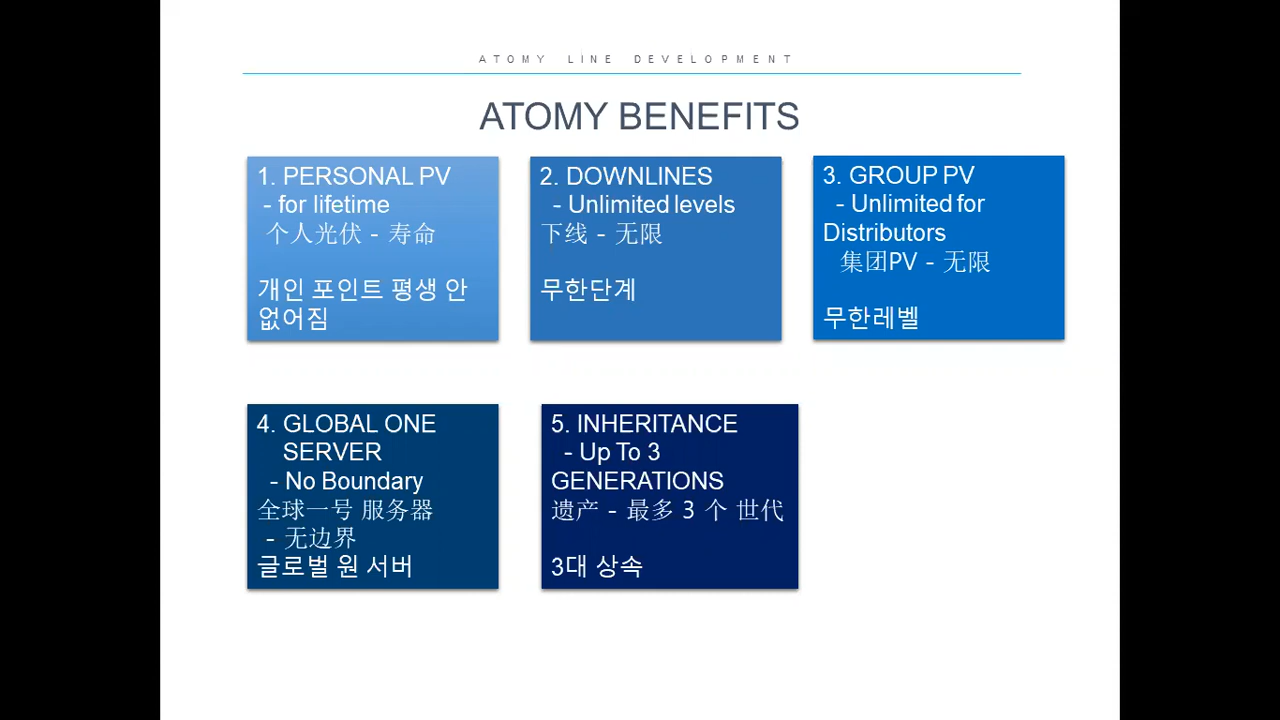 ATOMY LINE DEVELOPMENT
ATOMY BENEFITS
1. PERSONAL PV
- for lifetime
个人光伏 - 寿命
개인 포인트 평생 안
없어짐
2. DOWNLINES
- Unlimited levels
下线 - 无限
무한단계
3. GROUP PV
- Unlimited for
Distributors
集团PV - 无限
무한레벨
4. GLOBAL ONE
SERVER
- No Boundary
全球一号 服务器
- 无边界
글로벌 원 서버
5. INHERITANCE
- Up To 3
GENERATIONS
遗产 - 最多 3 个 世代
3대 상속